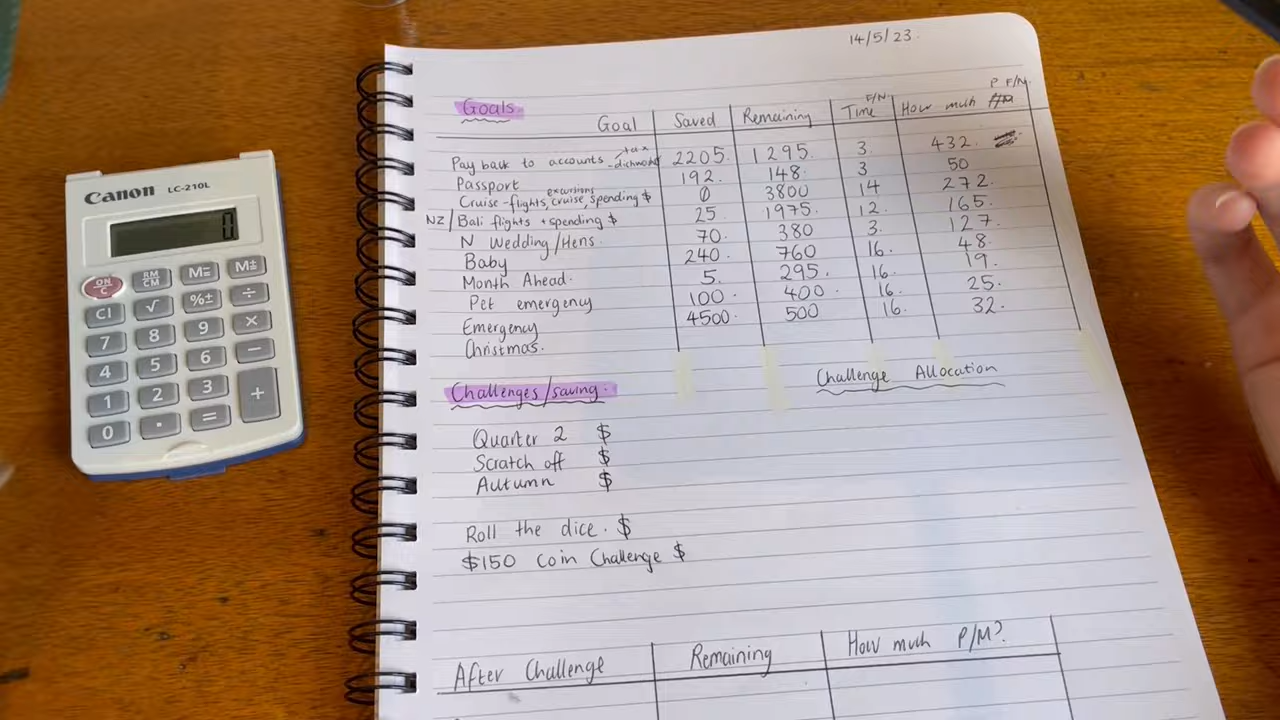 14/5/23.
Goals
Goal Saved Remaining Time F/N. How much P F/N.
Pay back to accounts -tax 2205. 1295. 3. 432.
Passport 192. 148. 3 50
Cruise-flights, cruise, excursions spending $ 0 3800 14 272.
NZ/Bali flights + spending $ 25 1975. 12. 165.
N Wedding/Hens. 70. 380 3. 127.
Baby 240. 760 16. 48.
Month Ahead. 5. 295. 16. 19.
Pet emergency 100. 400. 16. 25.
Emergency 4500. 500 16. 32.
Christmas.
Challenges/saving.
Challenge Allocation
Quarter 2 $
Scratch off $
Autumn $
Roll the dice. $
$150 Coin Challenge $
After Challenge Remaining How much P/M?
Canon LC-210L
0
ON/C RM/CM M= M±
CI √ %± ÷
7 8 9 ×
4 5 6 −
1 2 3 +
0 . =